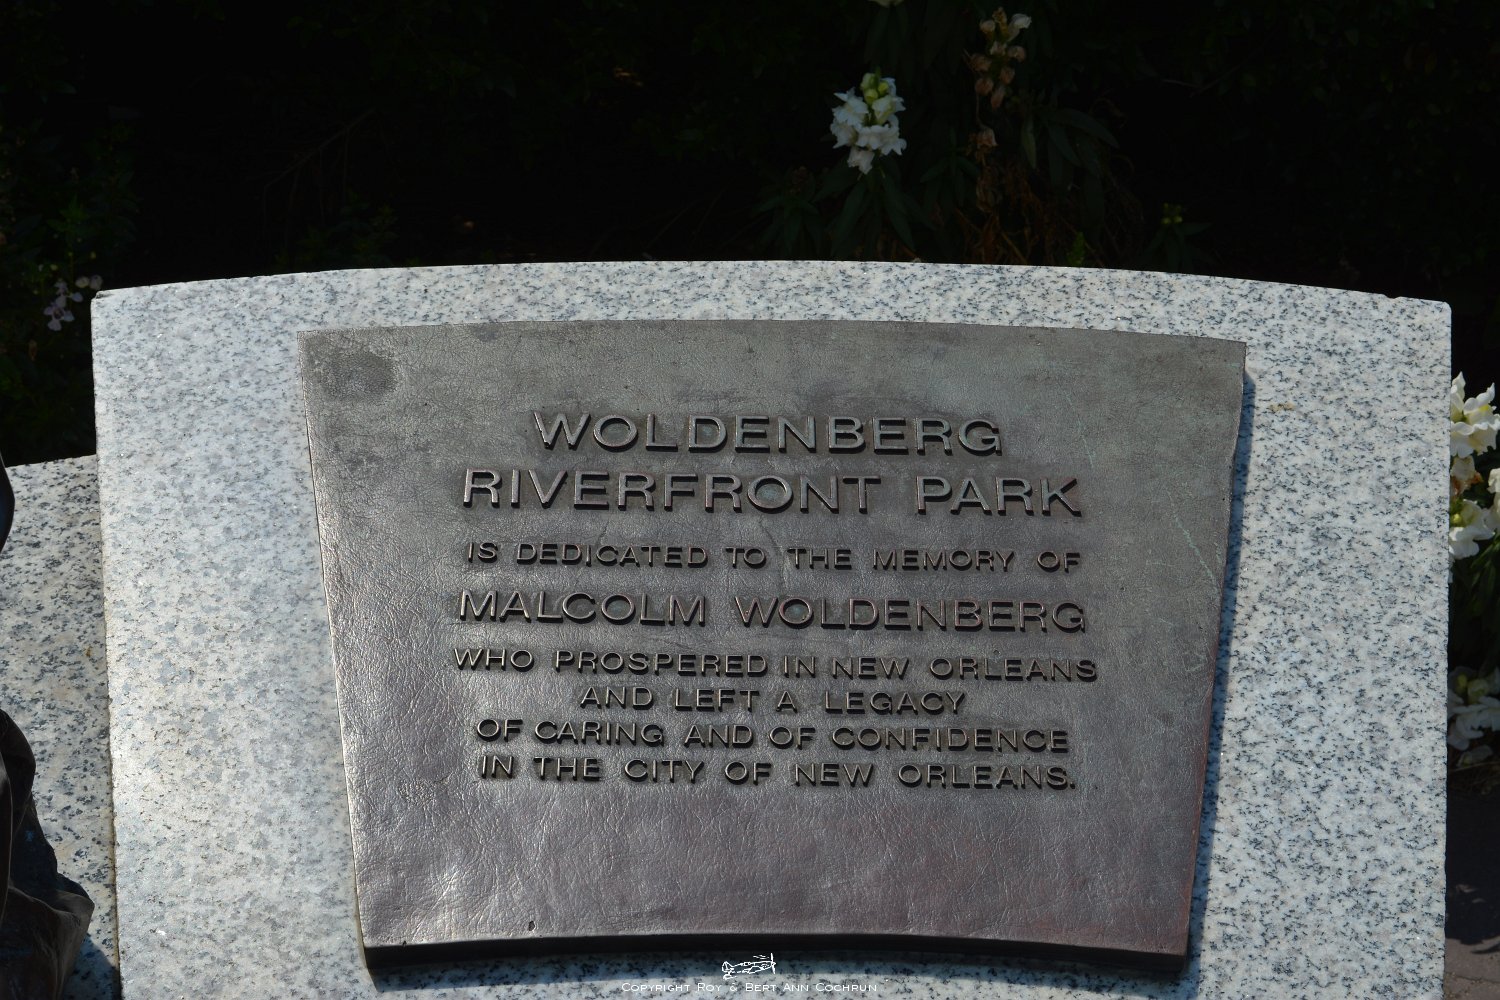 WOLDENBERG
RIVERFRONT PARK
IS DEDICATED TO THE MEMORY OF
MALCOLM WOLDENBERG
WHO PROSPERED IN NEW ORLEANS
AND LEFT A LEGACY
OF CARING AND OF CONFIDENCE
IN THE CITY OF NEW ORLEANS.
COPYRIGHT ROY & BERT ANN COCHRUN